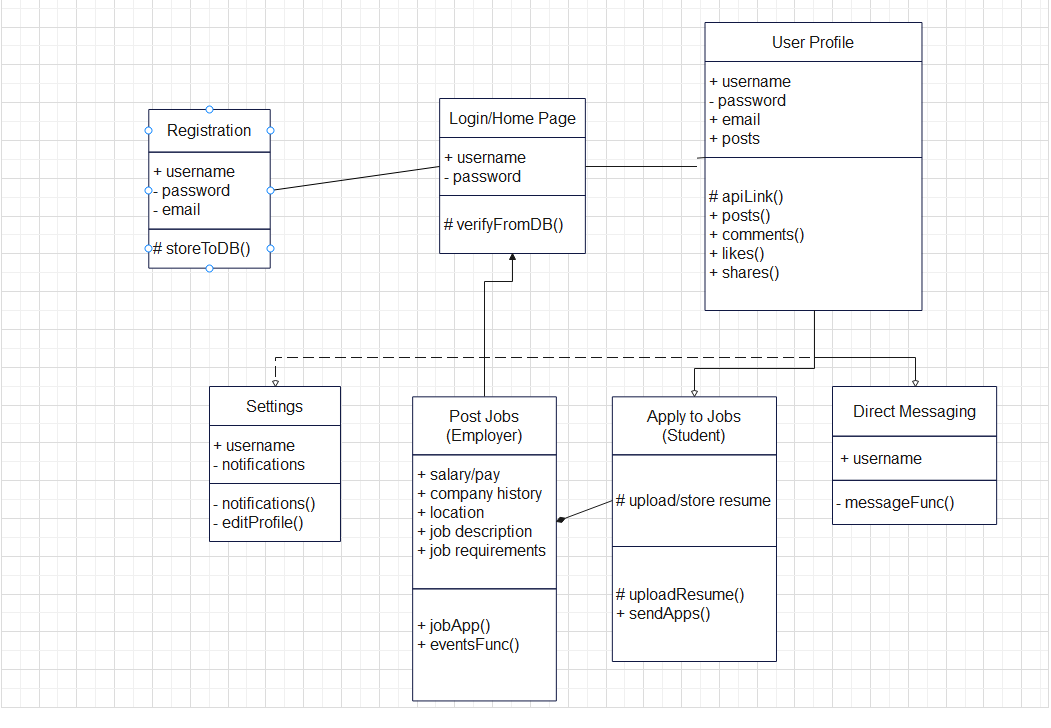 Registration
+ username
- password
- email
# storeToDB()
Login/Home Page
+ username
- password
# verifyFromDB()
User Profile
+ username
- password
+ email
+ posts
# apiLink()
+ posts()
+ comments()
+ likes()
+ shares()
Settings
+ username
- notifications
- notifications()
- editProfile()
Post Jobs
(Employer)
+ salary/pay
+ company history
+ location
+ job description
+ job requirements
+ jobApp()
+ eventsFunc()
Apply to Jobs
(Student)
# upload/store resume
# uploadResume()
+ sendApps()
Direct Messaging
+ username
- messageFunc()